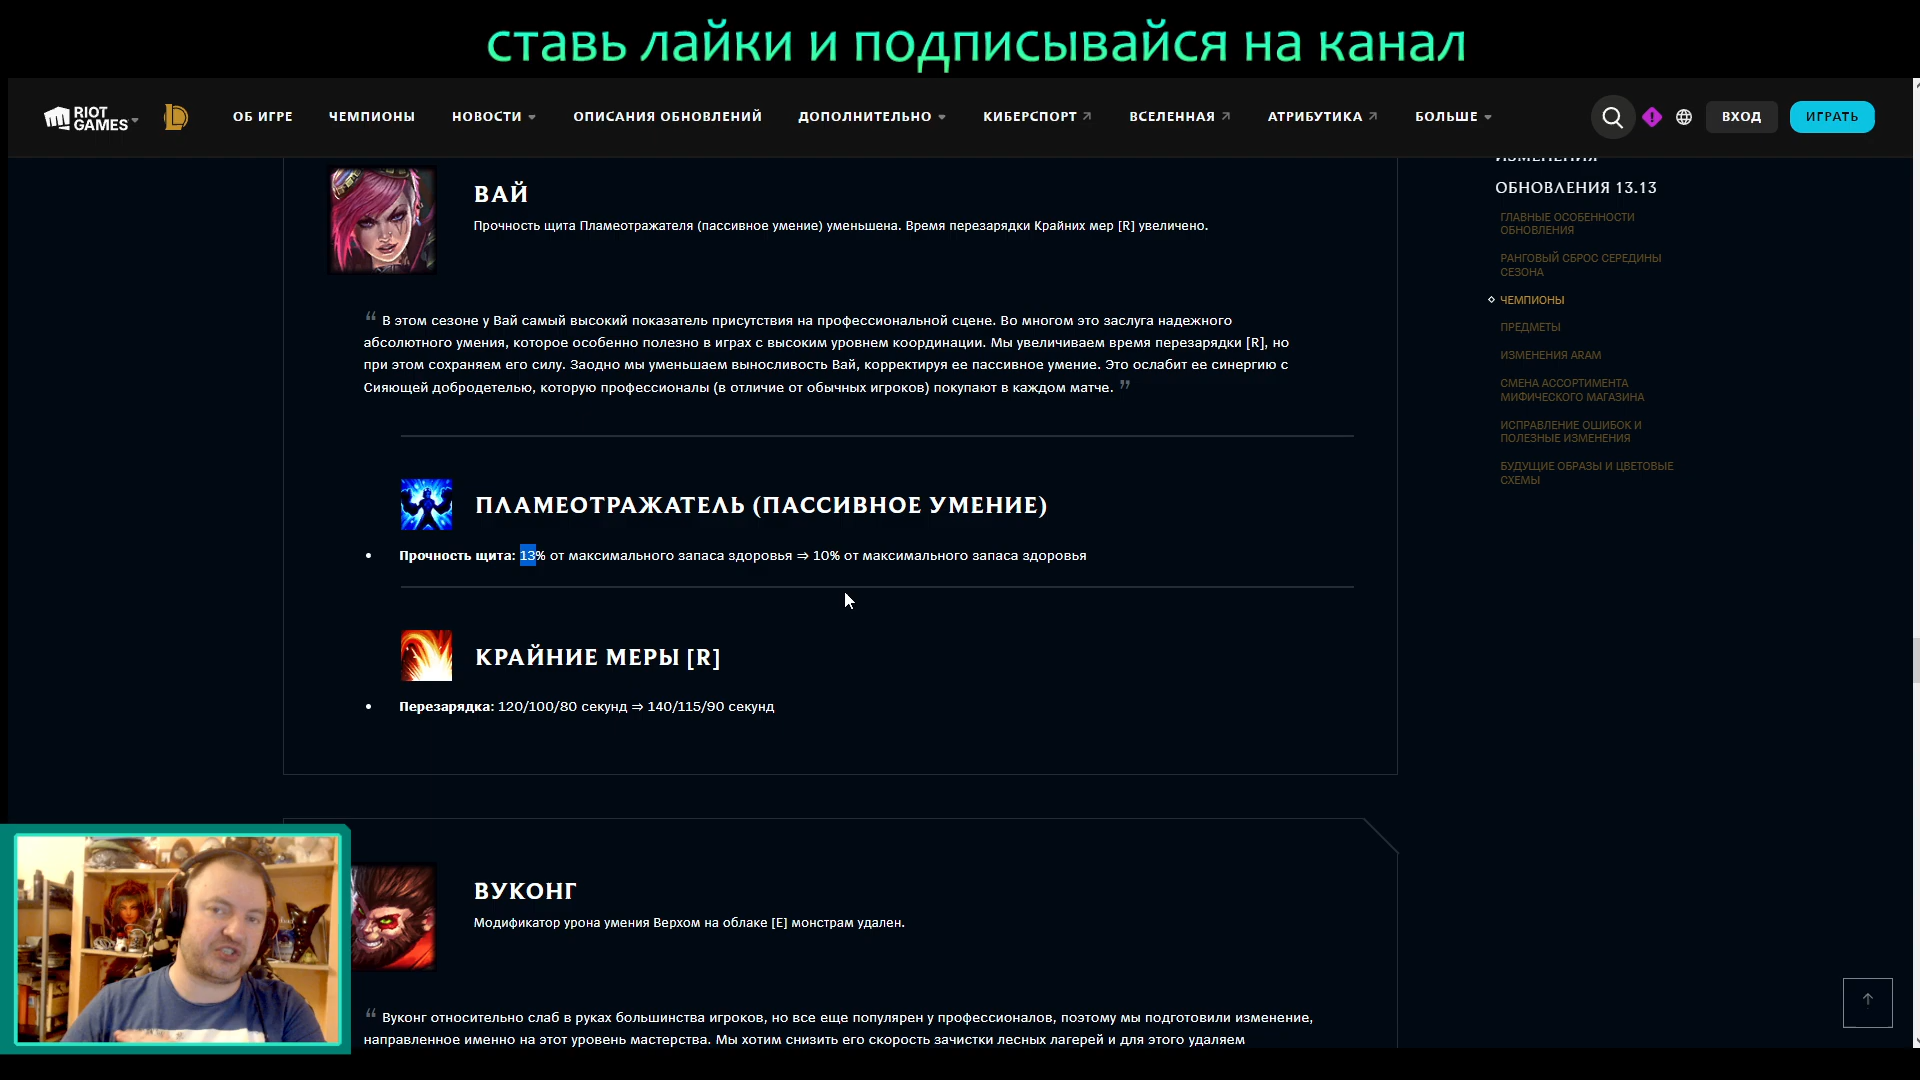 ставь лайки и подписывайся на канал
RIOT GAMES
ОБ ИГРЕ
ЧЕМПИОНЫ
НОВОСТИ
ОПИСАНИЯ ОБНОВЛЕНИЙ
ДОПОЛНИТЕЛЬНО
КИБЕРСПОРТ
ВСЕЛЕННАЯ
АТРИБУТИКА
БОЛЬШЕ
ВХОД
ИГРАТЬ
ВАЙ
Прочность щита Пламеотражателя (пассивное умение) уменьшена. Время перезарядки Крайних мер [R] увеличено.
“ В этом сезоне у Вай самый высокий показатель присутствия на профессиональной сцене. Во многом это заслуга надежного
абсолютного умения, которое особенно полезно в играх с высоким уровнем координации. Мы увеличиваем время перезарядки [R], но
при этом сохраняем его силу. Заодно мы уменьшаем выносливость Вай, корректируя ее пассивное умение. Это ослабит ее синергию с
Сияющей добродетелью, которую профессионалы (в отличие от обычных игроков) покупают в каждом матче. ”
ПЛАМЕОТРАЖАТЕЛЬ (ПАССИВНОЕ УМЕНИЕ)
• Прочность щита: 13% от максимального запаса здоровья ⇒ 10% от максимального запаса здоровья
КРАЙНИЕ МЕРЫ [R]
• Перезарядка: 120/100/80 секунд ⇒ 140/115/90 секунд
ВУКОНГ
Модификатор урона умения Верхом на облаке [E] монстрам удален.
“ Вуконг относительно слаб в руках большинства игроков, но все еще популярен у профессионалов, поэтому мы подготовили изменение,
направленное именно на этот уровень мастерства. Мы хотим снизить его скорость зачистки лесных лагерей и для этого удаляем
ИЗМЕНЕНИЯ
ОБНОВЛЕНИЯ 13.13
ГЛАВНЫЕ ОСОБЕННОСТИ
ОБНОВЛЕНИЯ
РАНГОВЫЙ СБРОС СЕРЕДИНЫ
СЕЗОНА
ЧЕМПИОНЫ
ПРЕДМЕТЫ
ИЗМЕНЕНИЯ ARAM
СМЕНА АССОРТИМЕНТА
МИФИЧЕСКОГО МАГАЗИНА
ИСПРАВЛЕНИЕ ОШИБОК И
ПОЛЕЗНЫЕ ИЗМЕНЕНИЯ
БУДУЩИЕ ОБРАЗЫ И ЦВЕТОВЫЕ
СХЕМЫ